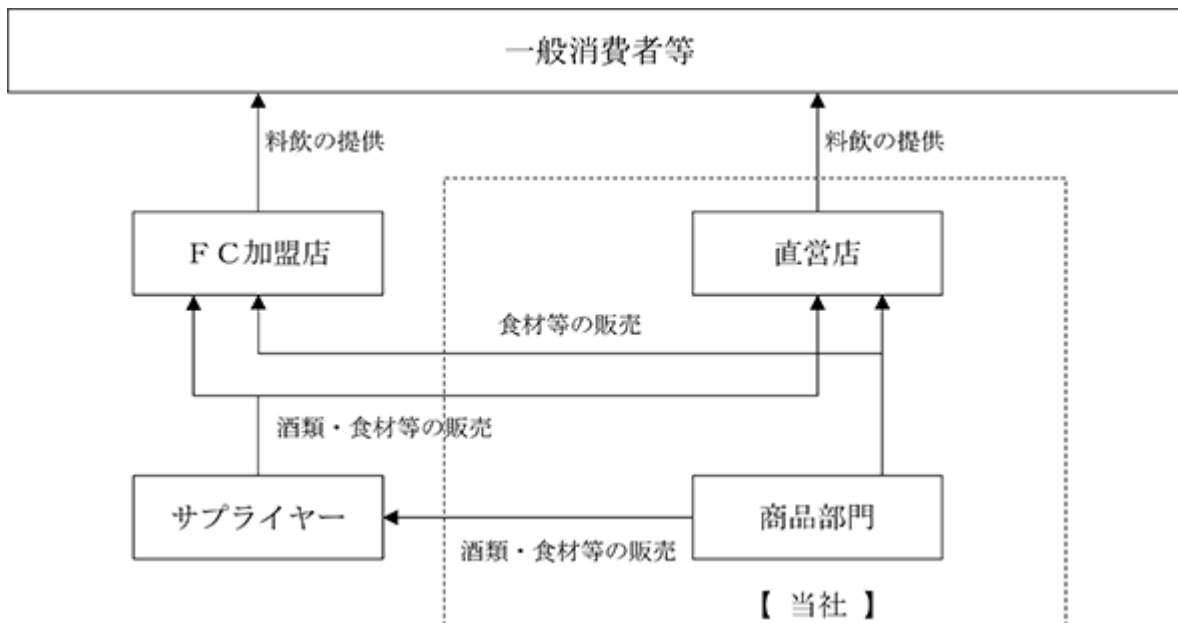 一般消費者等
料飲の提供
料飲の提供
ＦＣ加盟店
直営店
食材等の販売
酒類・食材等の販売
サプライヤー
商品部門
酒類・食材等の販売
【 当社 】